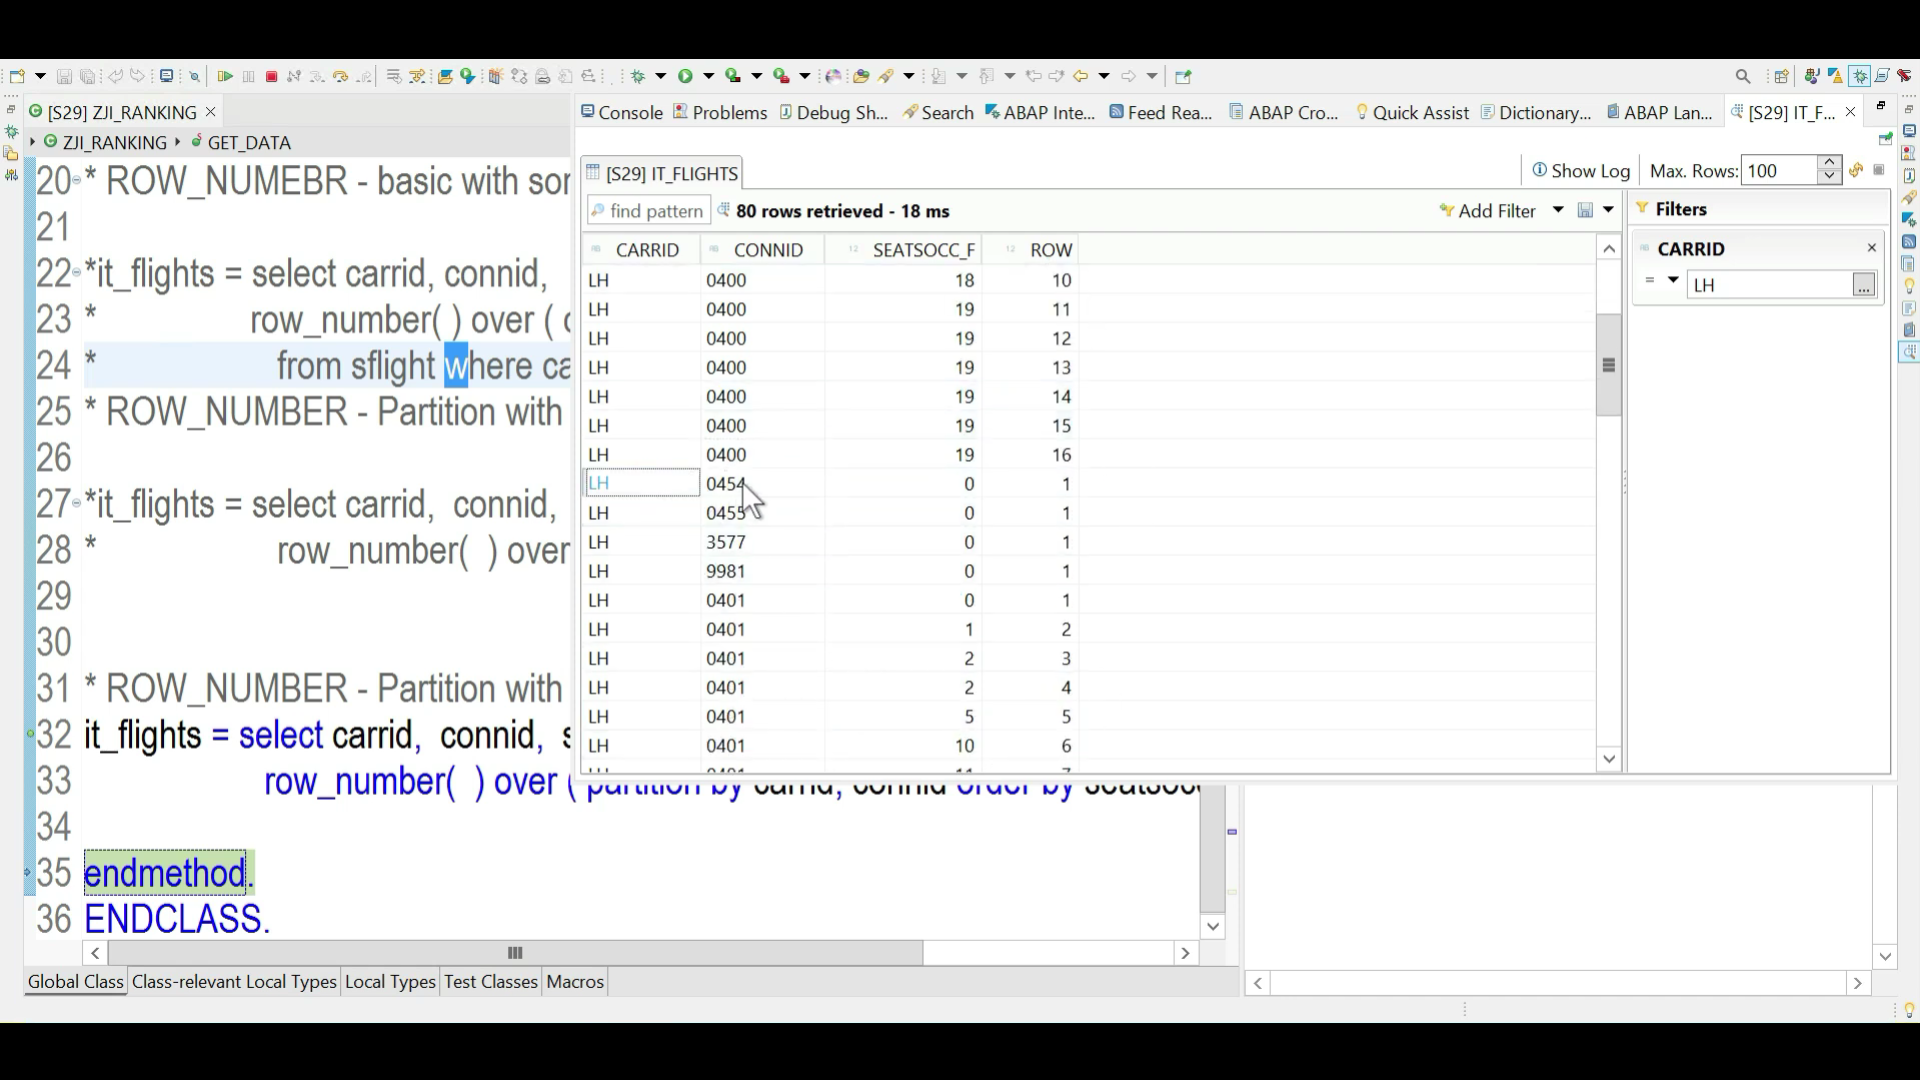 [S29] ZJI_RANKING
Console
Problems
Debug Sh...
Search
ABAP Inte...
Feed Rea...
ABAP Cro...
Quick Assist
Dictionary...
ABAP Lan...
[S29] IT_F...
ZJI_RANKING
GET_DATA
20 * ROW_NUMEBR - basic with
21
22 *it_flights = select carrid, connid,
23 * row_number( ) over (
24 * from sflight where
25 * ROW_NUMBER - Partition with
26
27 *it_flights = select carrid, connid,
28 * row_number( ) over
29
30
31 * ROW_NUMBER - Partition with
32 it_flights = select carrid, connid,
33 row_number( ) over ( partition by carrid, connid order by
34
35 endmethod.
36 ENDCLASS.
Global Class
Class-relevant Local Types
Local Types
Test Classes
Macros
[S29] IT_FLIGHTS
Show Log
Max. Rows: 100
find pattern
80 rows retrieved - 18 ms
Add Filter
Filters
CARRID
= LH ...
CARRID CONNID SEATSOCC_F ROW
LH 0400 18 10
LH 0400 19 11
LH 0400 19 12
LH 0400 19 13
LH 0400 19 14
LH 0400 19 15
LH 0400 19 16
LH 0454 0 1
LH 0455 0 1
LH 3577 0 1
LH 9981 0 1
LH 0401 0 1
LH 0401 1 2
LH 0401 2 3
LH 0401 2 4
LH 0401 5 5
LH 0401 10 6